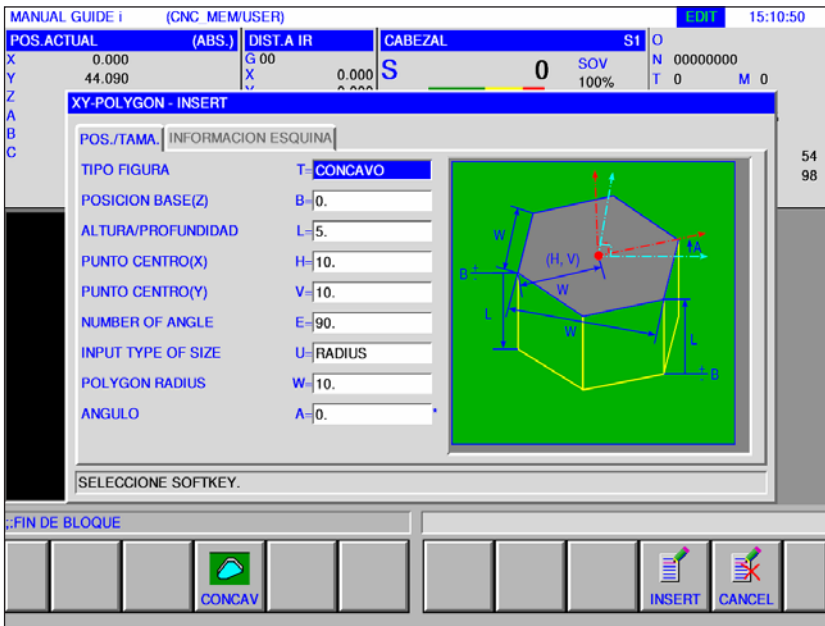 MANUAL GUIDE i (CNC_MEM/USER) EDIT 15:10:50
POS.ACTUAL (ABS.) DIST.A IR CABEZAL S1 O
X 0.000 G 00 N 00000000
Y 44.090 X 0.000 S 0 SOV 100% T 0 M 0
Z
A
B
C
54
98
XY-POLYGON - INSERT
POS./TAMA. INFORMACION ESQUINA
TIPO FIGURA T= CONCAVO
POSICION BASE(Z) B= 0.
ALTURA/PROFUNDIDAD L= 5.
PUNTO CENTRO(X) H= 10.
PUNTO CENTRO(Y) V= 10.
NUMBER OF ANGLE E= 90.
INPUT TYPE OF SIZE U= RADIUS
POLYGON RADIUS W= 10.
ANGULO A= 0. °
W
A
(H, V)
B + -
W
L
W
L
+ - B
SELECCIONE SOFTKEY.
;:FIN DE BLOQUE
CONCAV INSERT CANCEL